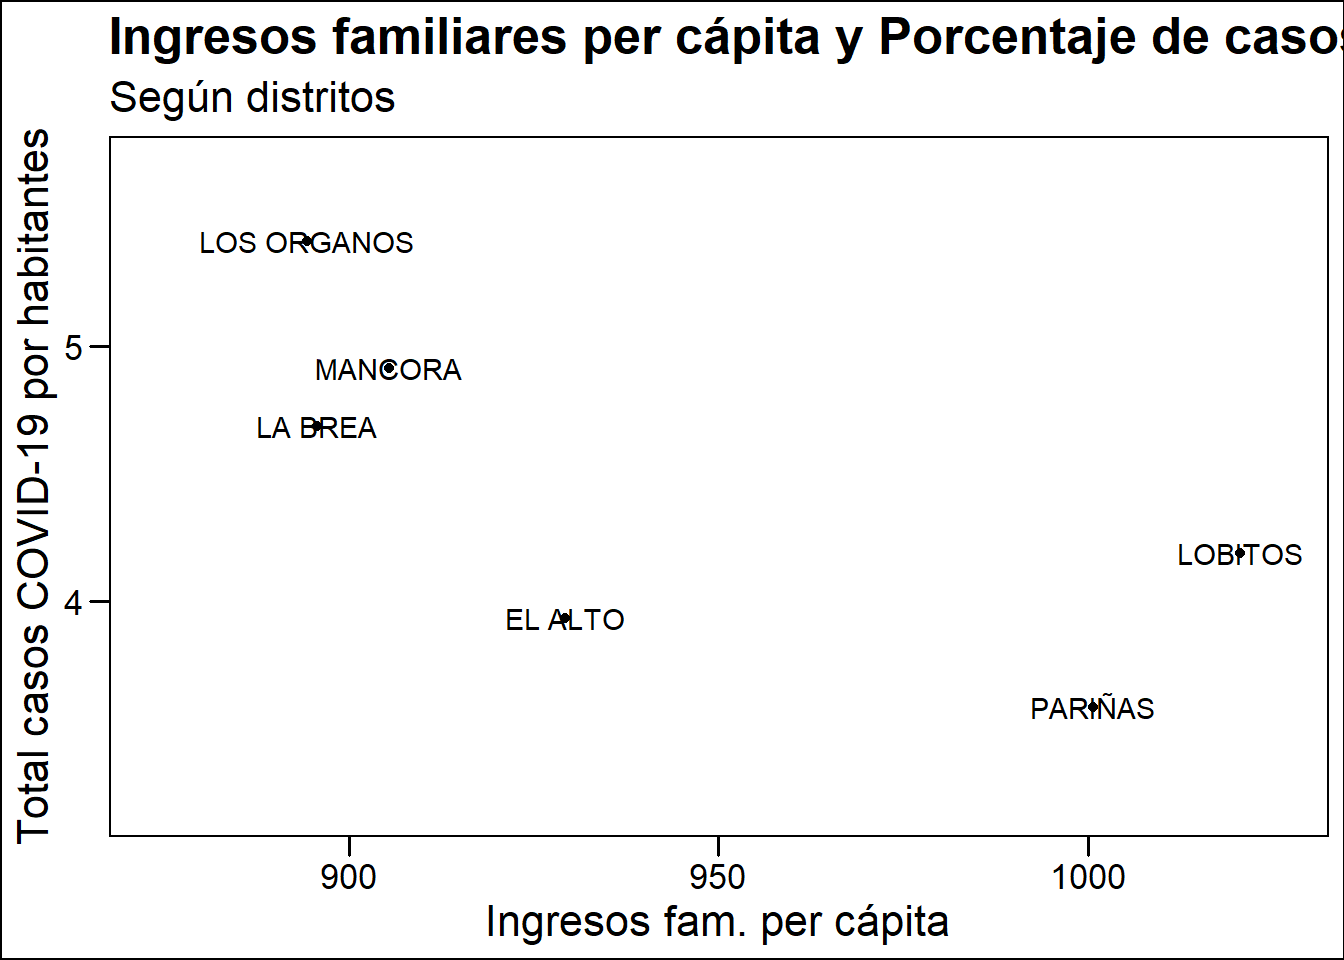 Ingresos familiares per cápita y Porcentaje de casos
Según distritos
Total casos COVID-19 por habitantes
LOS ORGANOS
5
MANCORA
LA BREA
LOBITOS
4
EL ALTO
PARIÑAS
900 950 1000
Ingresos fam. per cápita